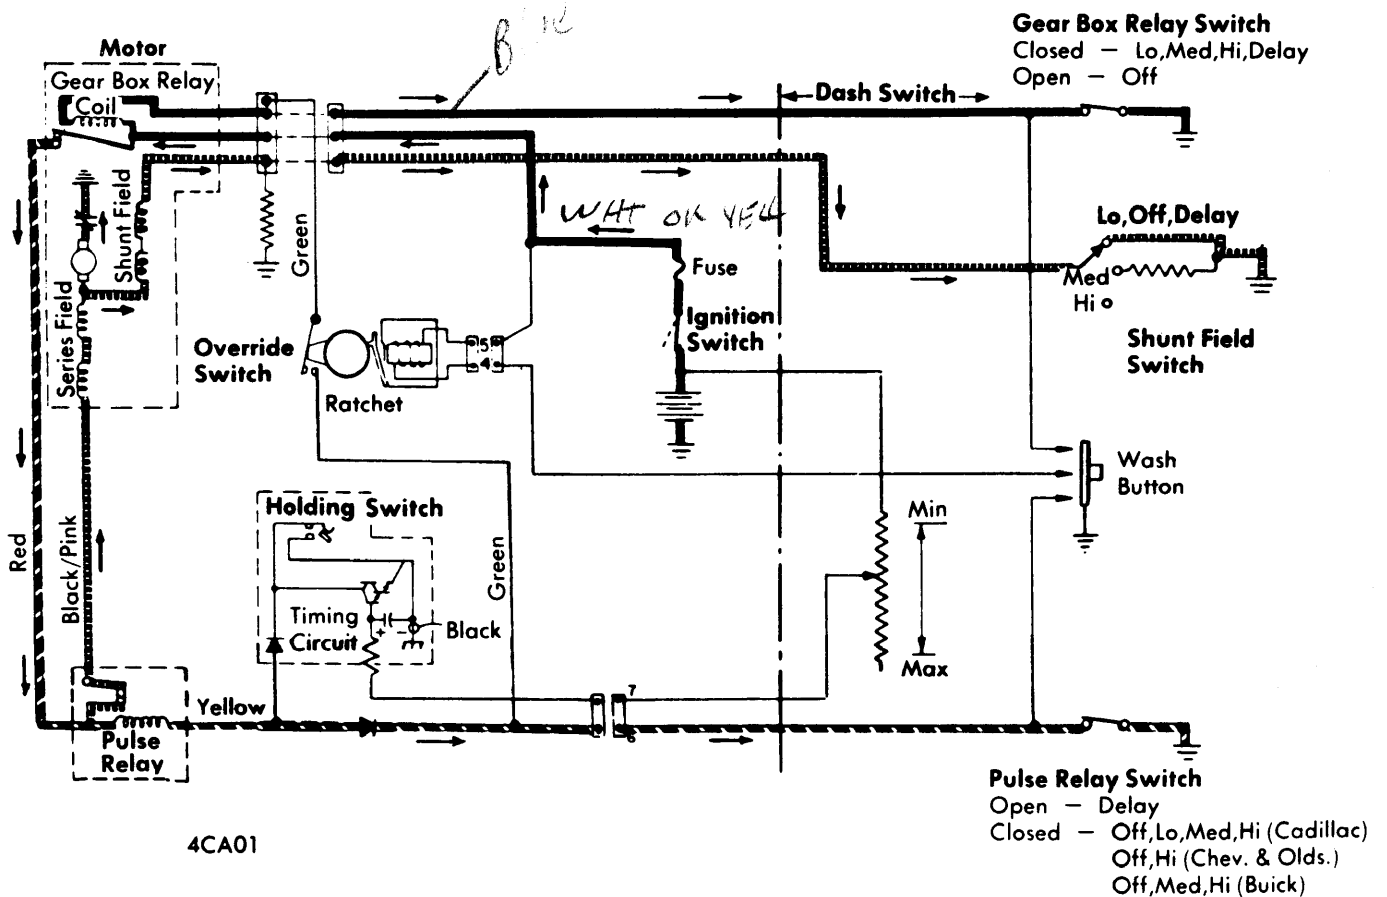 Blue
Gear Box Relay Switch
Closed – Lo,Med,Hi,Delay
Open – Off
Motor
Gear Box Relay
Coil
Dash Switch
Shunt Field
Green
WHT OR YEL
Lo,Off,Delay
Fuse
Med
Hi
Series Field
Override
Switch
Ignition
Switch
5
4
Shunt Field
Switch
Ratchet
Wash
Button
Red
Black/Pink
Holding Switch
Green
Min
Timing
Circuit
+
–
Black
Max
7
Yellow
6
Pulse
Relay
Pulse Relay Switch
Open – Delay
Closed – Off,Lo,Med,Hi (Cadillac)
Off,Hi (Chev. & Olds.)
Off,Med,Hi (Buick)
4CA01